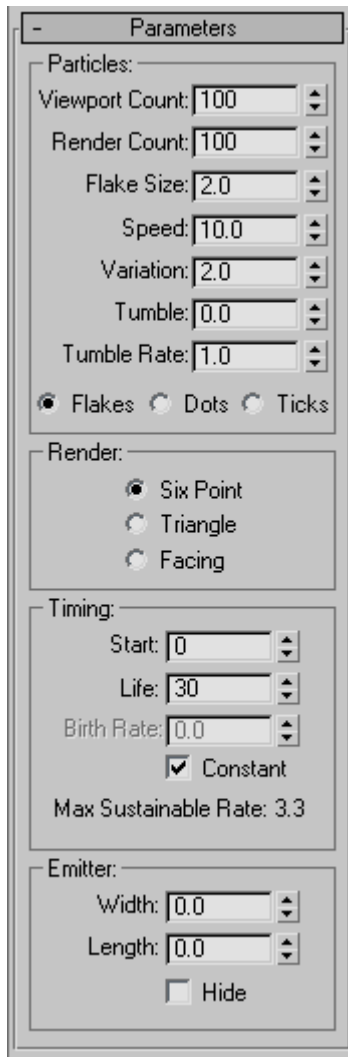 - Parameters
Particles:
Viewport Count: 100
Render Count: 100
Flake Size: 2.0
Speed: 10.0
Variation: 2.0
Tumble: 0.0
Tumble Rate: 1.0
Flakes Dots Ticks
Render:
Six Point
Triangle
Facing
Timing:
Start: 0
Life: 30
Birth Rate: 0.0
Constant
Max Sustainable Rate: 3.3
Emitter:
Width: 0.0
Length: 0.0
Hide